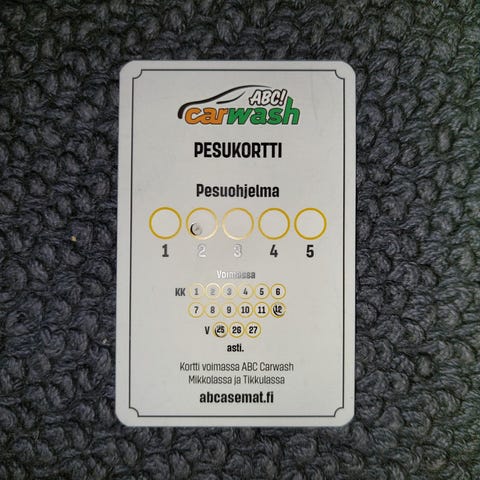 ABC!
carwash
PESUKORTTI
Pesuohjelma
1 2 3 4 5
Voimassa
KK 1 2 3 4 5 6
7 8 9 10 11 12
V 25 26 27
asti.
Kortti voimassa ABC Carwash
Mikkolassa ja Tikkulassa
abcasemat.fi